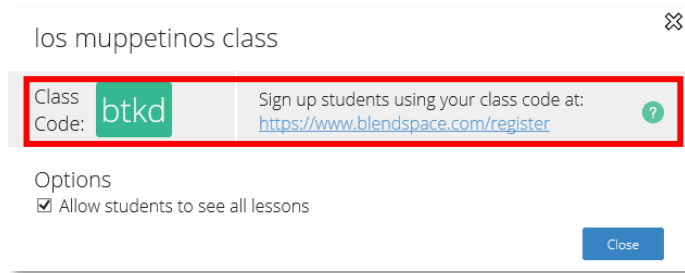 los muppetinos class
Class Code: btkd
Sign up students using your class code at:
https://www.blendspace.com/register
?
Options
Allow students to see all lessons
Close